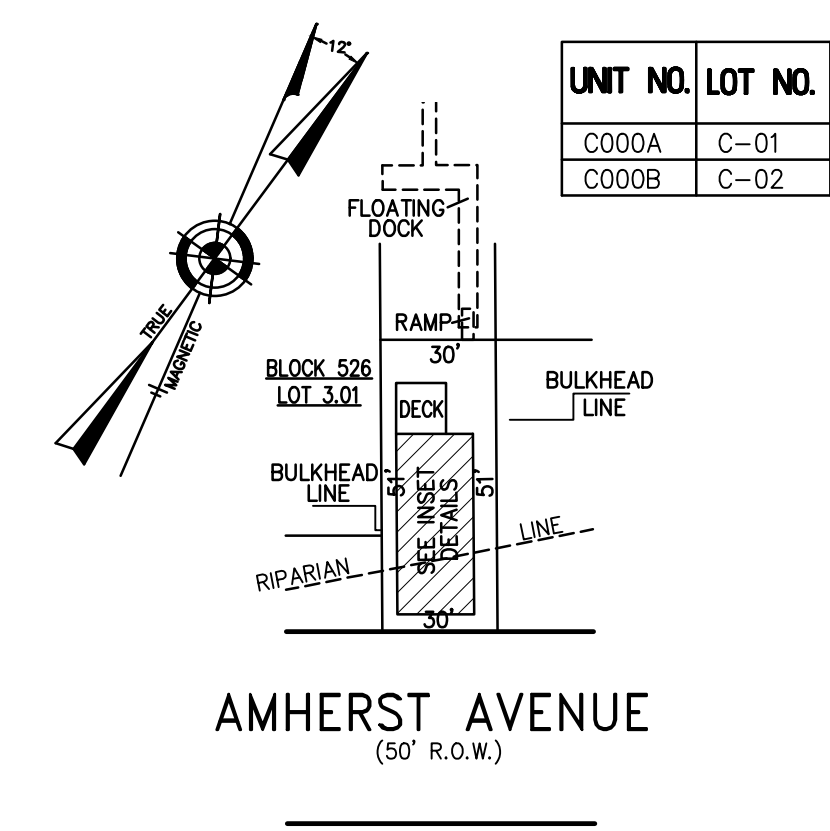 12°
UNIT NO. LOT NO.
C000A C-01
C000B C-02
FLOATING
DOCK
RAMP
30'
TRUE
MAGNETIC
BLOCK 526
LOT 3.01
BULKHEAD
LINE
DECK
BULKHEAD
LINE
51'
SEE INSET
DETAILS
51'
RIPARIAN LINE
30'
AMHERST AVENUE
(50' R.O.W.)